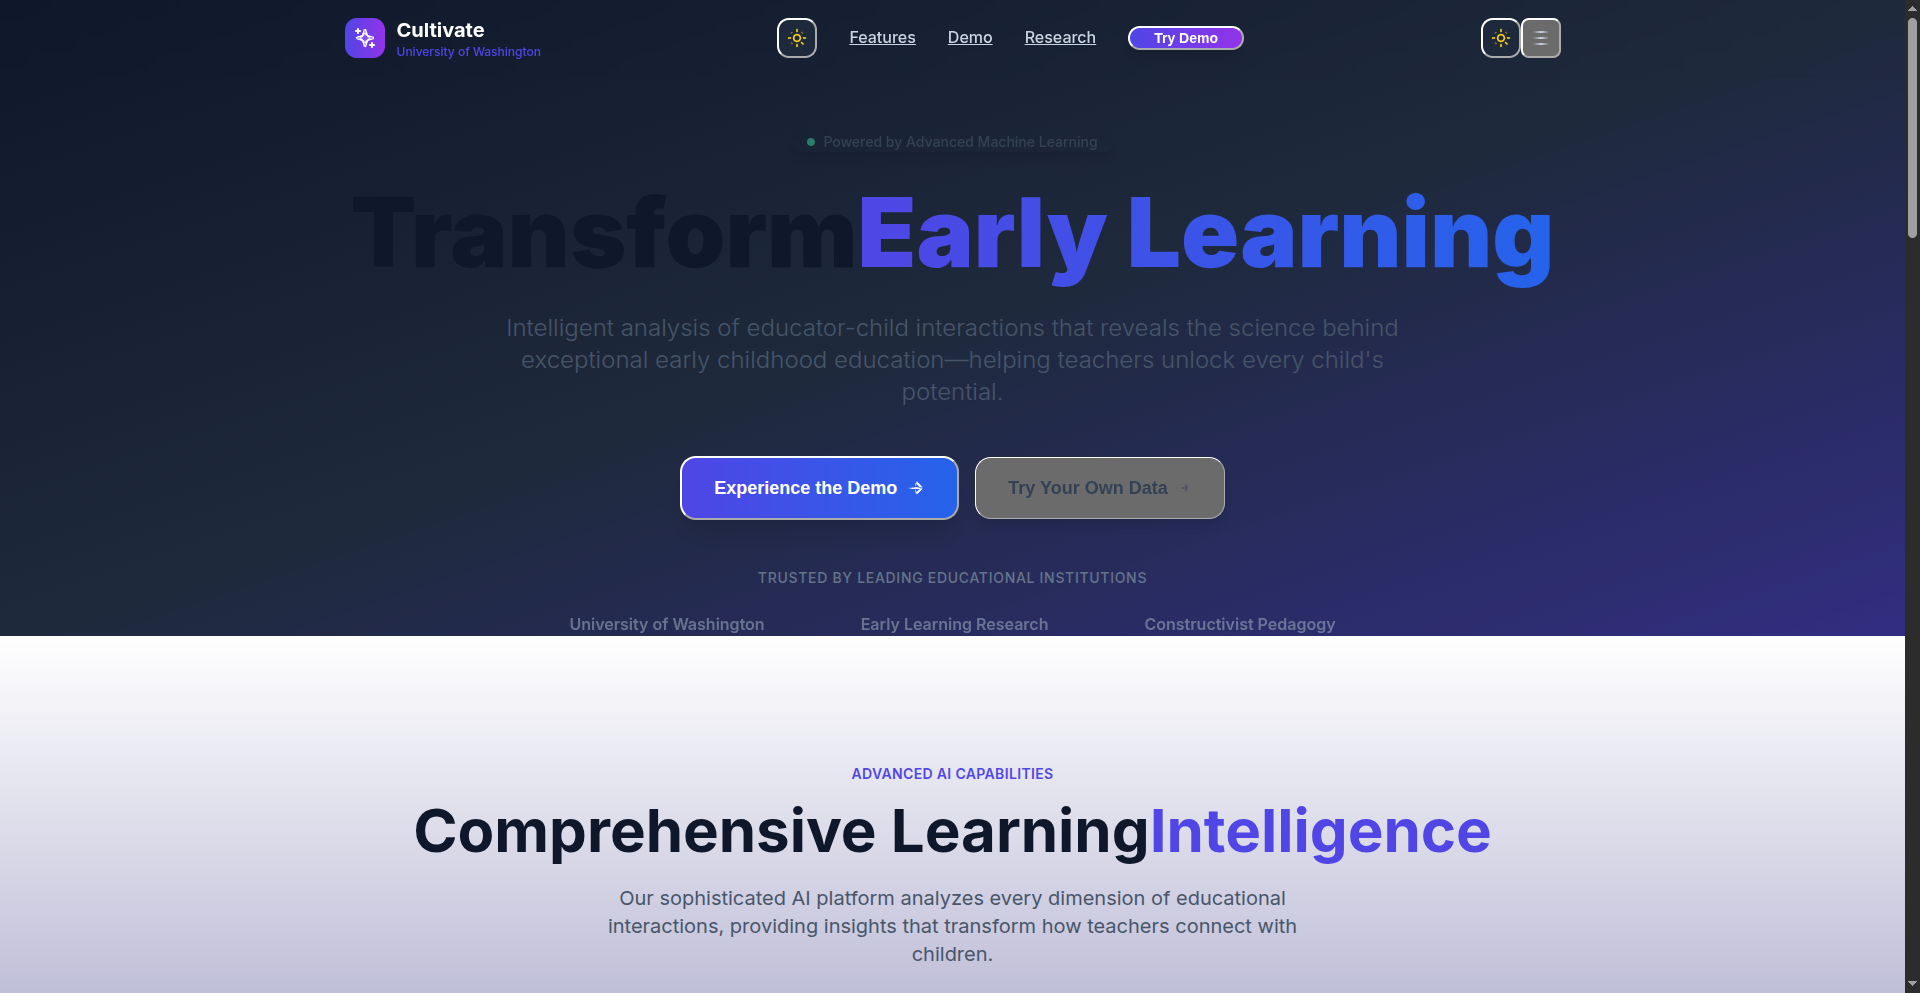 Cultivate
University of Washington
Features
Demo
Research
Try Demo
Powered by Advanced Machine Learning
TransformEarly Learning
Intelligent analysis of educator-child interactions that reveals the science behind
exceptional early childhood education—helping teachers unlock every child's
potential.
Experience the Demo
Try Your Own Data
TRUSTED BY LEADING EDUCATIONAL INSTITUTIONS
University of Washington
Early Learning Research
Constructivist Pedagogy
ADVANCED AI CAPABILITIES
Comprehensive LearningIntelligence
Our sophisticated AI platform analyzes every dimension of educational
interactions, providing insights that transform how teachers connect with
children.